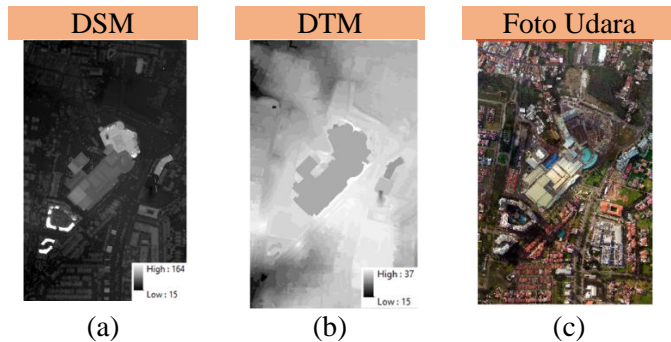 DSM
DTM
Foto Udara
High : 164
Low : 15
High : 37
Low : 15
(a)
(b)
(c)